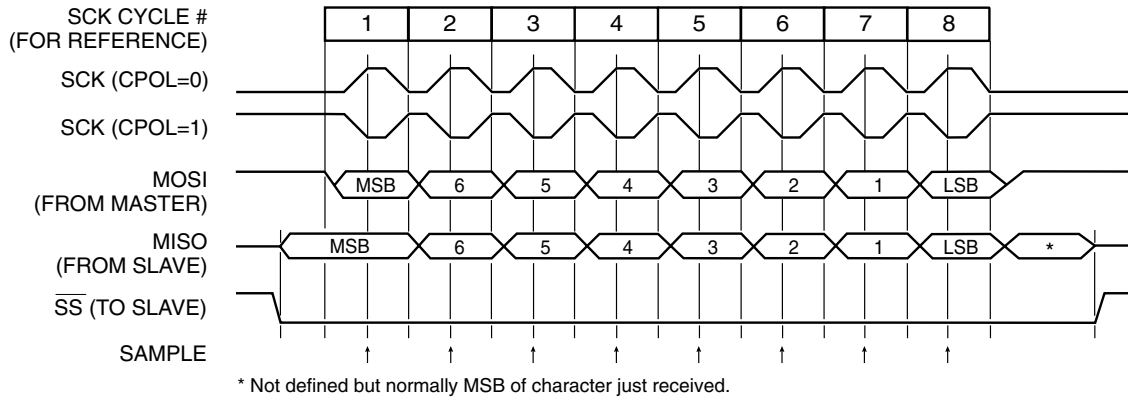 SCK CYCLE #
(FOR REFERENCE)
1 2 3 4 5 6 7 8
SCK (CPOL=0)
SCK (CPOL=1)
MOSI
(FROM MASTER)
MSB 6 5 4 3 2 1 LSB
MISO
(FROM SLAVE)
MSB 6 5 4 3 2 1 LSB *
SS (TO SLAVE)
SAMPLE
* Not defined but normally MSB of character just received.